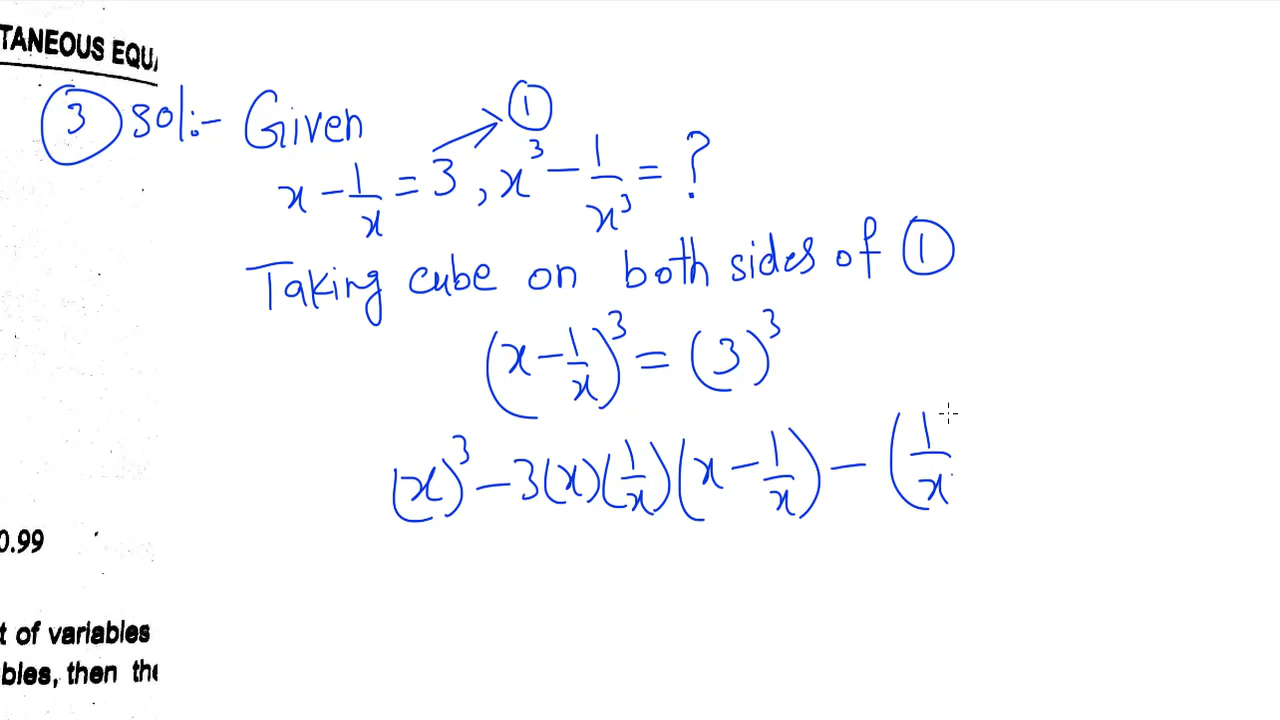 TANEOUS EQU
③ Sol:- Given ①
x - 1/x = 3 , x³ - 1/x³ = ?
Taking cube on both sides of ①
(x - 1/x)³ = (3)³
(x)³ - 3(x)(1/x)(x - 1/x) - (1/x
0.99
t of variables
bles, then the